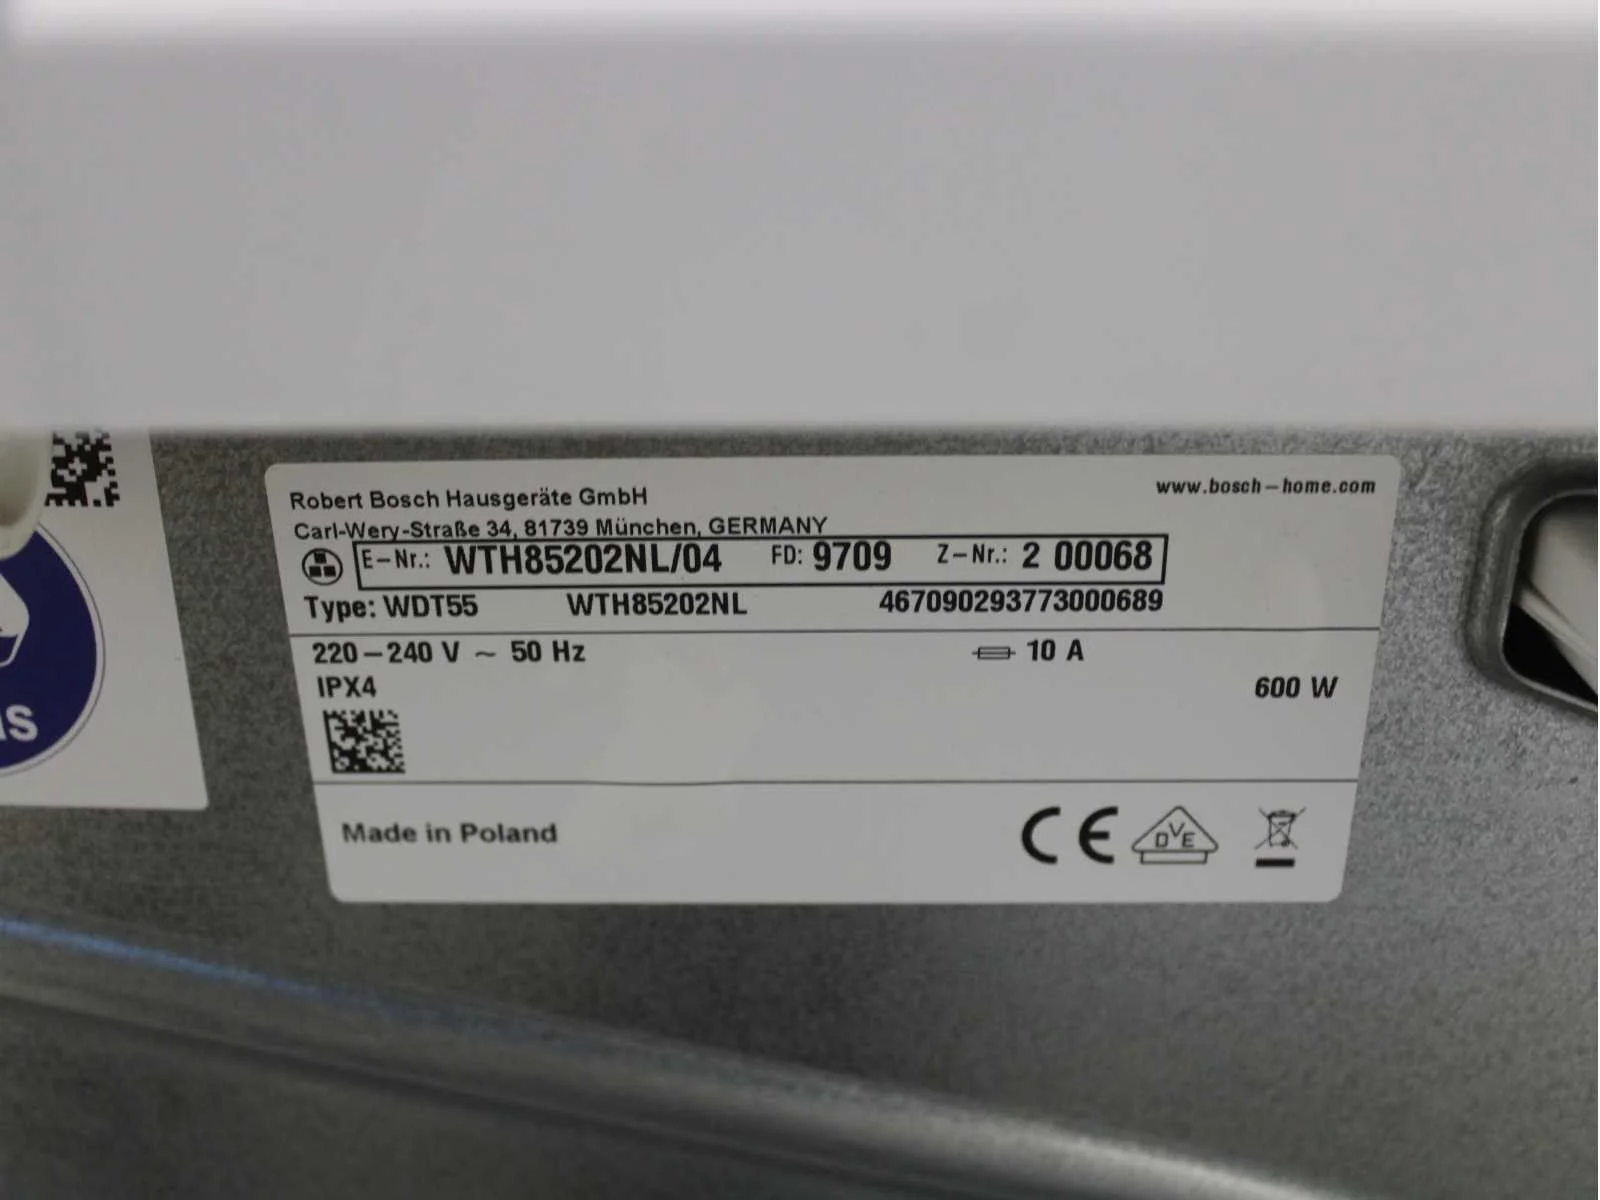 Robert Bosch Hausgeräte GmbH
www.bosch-home.com
Carl-Wery-Straße 34, 81739 München, GERMANY
E-Nr.: WTH85202NL/04 FD: 9709 Z-Nr.: 2 00068
Type: WDT55 WTH85202NL 467090293773000689
220-240 V ~ 50 Hz 10 A
IPX4
600 W
Made in Poland
CE DVE